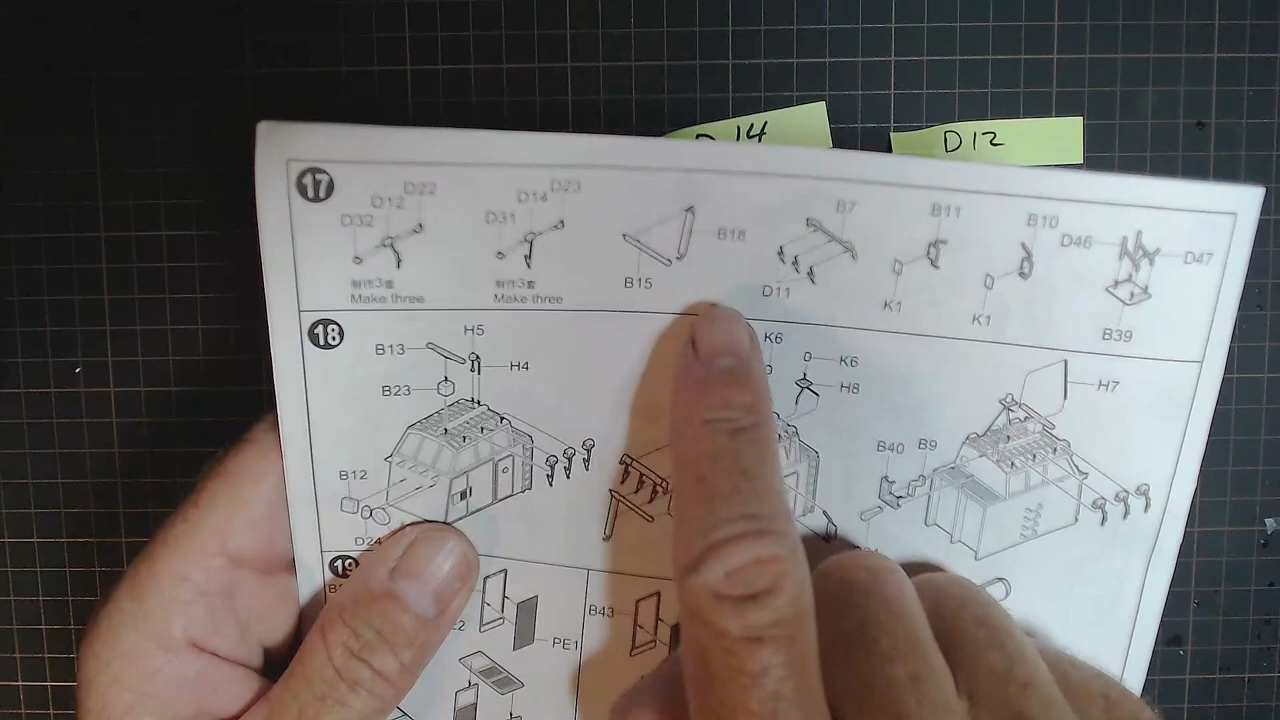 D14
D12
17
D32
D12
D22
制作3套
Make three
D31
D14
D23
制作3套
Make three
B15
B18
B7
D11
B11
K1
B10
K1
D46
D47
B39
18
B13
H5
H4
B23
B12
D24
K6
K6
H8
B40
B9
H7
19
PE1
B43